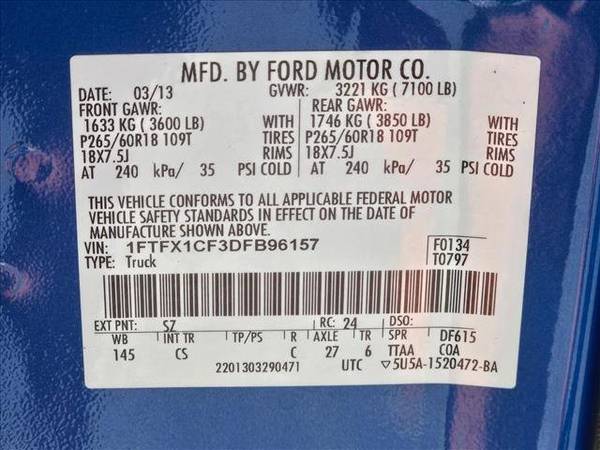 MFD. BY FORD MOTOR CO.
DATE: 03/13 GVWR: 3221 KG ( 7100 LB)
FRONT GAWR: REAR GAWR:
1633 KG ( 3600 LB) WITH 1746 KG ( 3850 LB) WITH
P265/60R18 109T TIRES P265/60R18 109T TIRES
18X7.5J RIMS 18X7.5J RIMS
AT 240 kPa/ 35 PSI COLD AT 240 kPa/ 35 PSI COLD
THIS VEHICLE CONFORMS TO ALL APPLICABLE FEDERAL MOTOR
VEHICLE SAFETY STANDARDS IN EFFECT ON THE DATE OF
MANUFACTURE SHOWN ABOVE.
VIN: 1FTFX1CF3DFB96157 F0134
TYPE: Truck T0797
EXT PNT: SZ RC: 24 DSO:
WB INT TR TP/PS R AXLE TR SPR DF615
145 CS C 27 6 TTAA COA
2201303290471 UTC ▽5U5A-1520472-BA